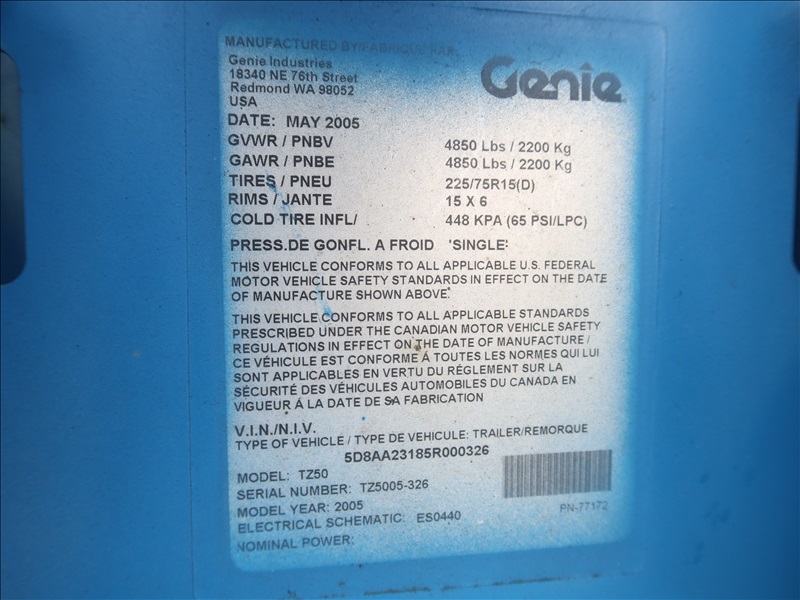 MANUFACTURED BY/FABRIQUE PAR:
Genie Industries
18340 NE 76th Street
Redmond WA 98052
USA
Genie
DATE: MAY 2005
GVWR / PNBV 4850 Lbs / 2200 Kg
GAWR / PNBE 4850 Lbs / 2200 Kg
TIRES / PNEU 225/75R15(D)
RIMS / JANTE 15 X 6
COLD TIRE INFL/ 448 KPA (65 PSI/LPC)
PRESS.DE GONFL. A FROID 'SINGLE'
THIS VEHICLE CONFORMS TO ALL APPLICABLE U.S. FEDERAL
MOTOR VEHICLE SAFETY STANDARDS IN EFFECT ON THE DATE
OF MANUFACTURE SHOWN ABOVE.
THIS VEHICLE CONFORMS TO ALL APPLICABLE STANDARDS
PRESCRIBED UNDER THE CANADIAN MOTOR VEHICLE SAFETY
REGULATIONS IN EFFECT ON THE DATE OF MANUFACTURE /
CE VÉHICULE EST CONFORME Á TOUTES LES NORMES QUI LUI
SONT APPLICABLES EN VERTU DU RÉGLEMENT SUR LA
SÉCURITÉ DES VÉHICULES AUTOMOBILES DU CANADA EN
VIGUEUR Á LA DATE DE SA FABRICATION
V.I.N./N.I.V.
TYPE OF VEHICLE / TYPE DE VEHICULE: TRAILER/REMORQUE
5D8AA23185R000326
MODEL: TZ50
SERIAL NUMBER: TZ5005-326
MODEL YEAR: 2005
ELECTRICAL SCHEMATIC: ES0440
PN-77172
NOMINAL POWER: